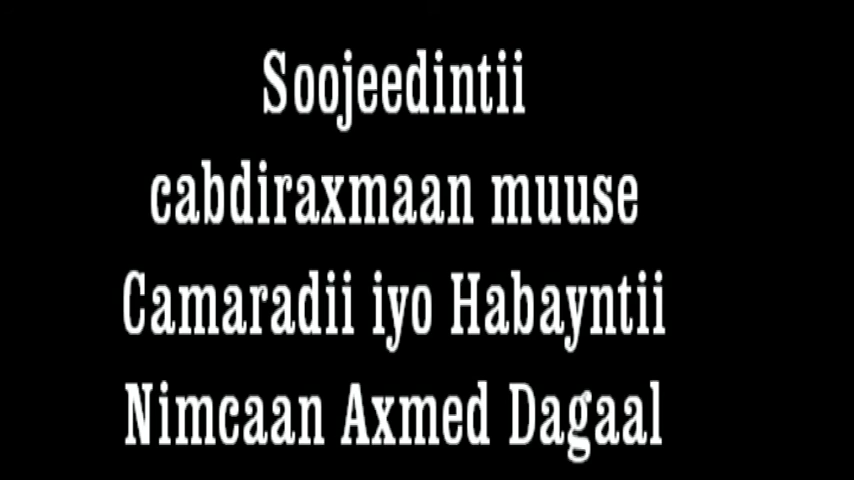 Soojeedintii
cabdiraxmaan muuse
Camaradii iyo Habayntii
Nimcaan Axmed Dagaal